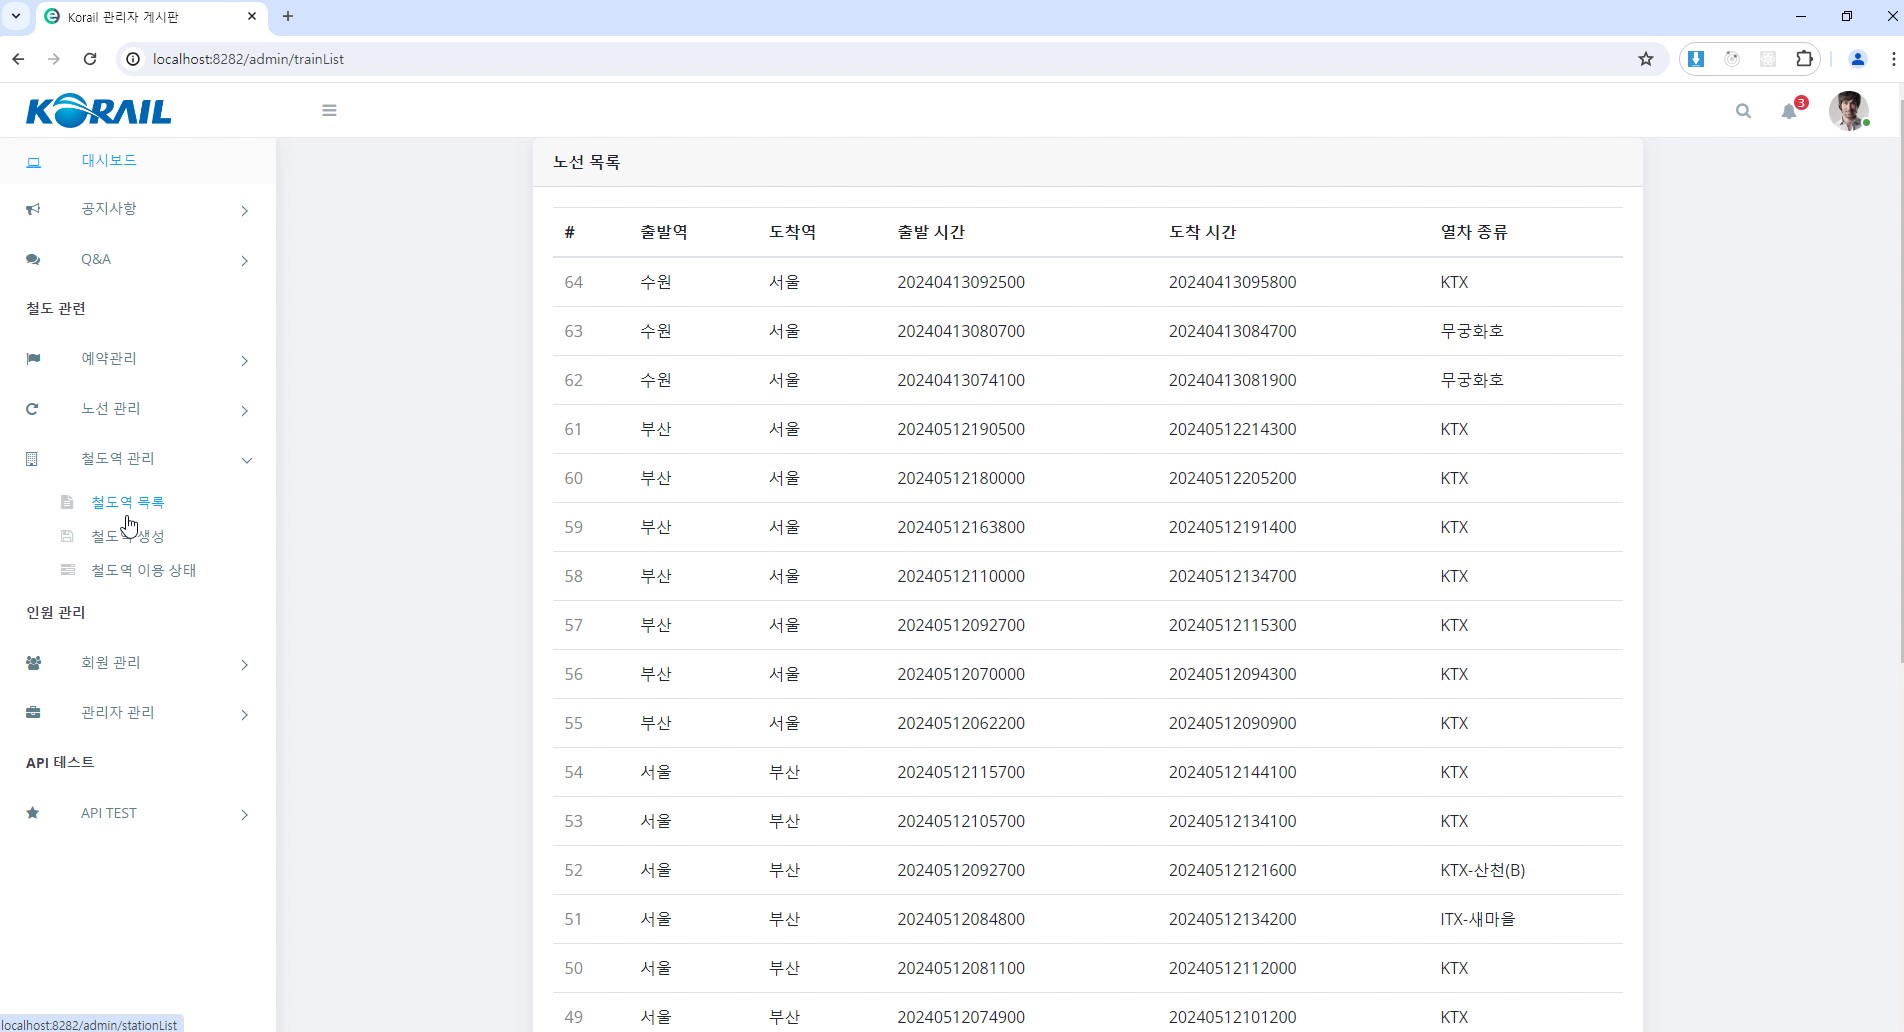 Korail 관리자 게시판
localhost:8282/admin/trainList
KORAIL
3
대시보드
공지사항
Q&A
철도 관련
예약관리
노선 관리
철도역 관리
철도역 목록
철도역 생성
철도역 이용 상태
인원 관리
회원 관리
관리자 관리
API 테스트
API TEST
노선 목록
# 출발역 도착역 출발 시간 도착 시간 열차 종류
64 수원 서울 20240413092500 20240413095800 KTX
63 수원 서울 20240413080700 20240413084700 무궁화호
62 수원 서울 20240413074100 20240413081900 무궁화호
61 부산 서울 20240512190500 20240512214300 KTX
60 부산 서울 20240512180000 20240512205200 KTX
59 부산 서울 20240512163800 20240512191400 KTX
58 부산 서울 20240512110000 20240512134700 KTX
57 부산 서울 20240512092700 20240512115300 KTX
56 부산 서울 20240512070000 20240512094300 KTX
55 부산 서울 20240512062200 20240512090900 KTX
54 서울 부산 20240512115700 20240512144100 KTX
53 서울 부산 20240512105700 20240512134100 KTX
52 서울 부산 20240512092700 20240512121600 KTX-산천(B)
51 서울 부산 20240512084800 20240512134200 ITX-새마을
50 서울 부산 20240512081100 20240512112000 KTX
49 서울 부산 20240512074900 20240512101200 KTX
localhost:8282/admin/stationList